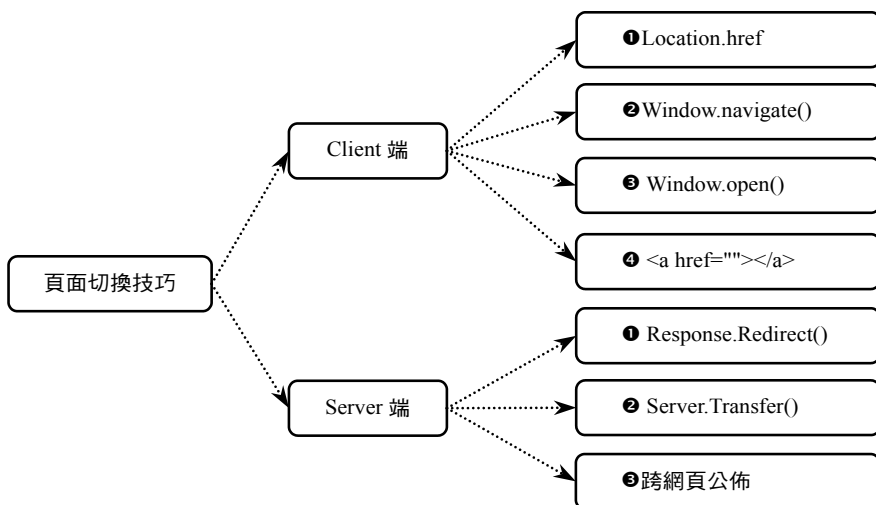 頁面切換技巧
Client 端
❶Location.href
❷Window.navigate()
❸ Window.open()
❹ <a href=""></a>
Server 端
❶ Response.Redirect()
❷ Server.Transfer()
❸跨網頁公佈